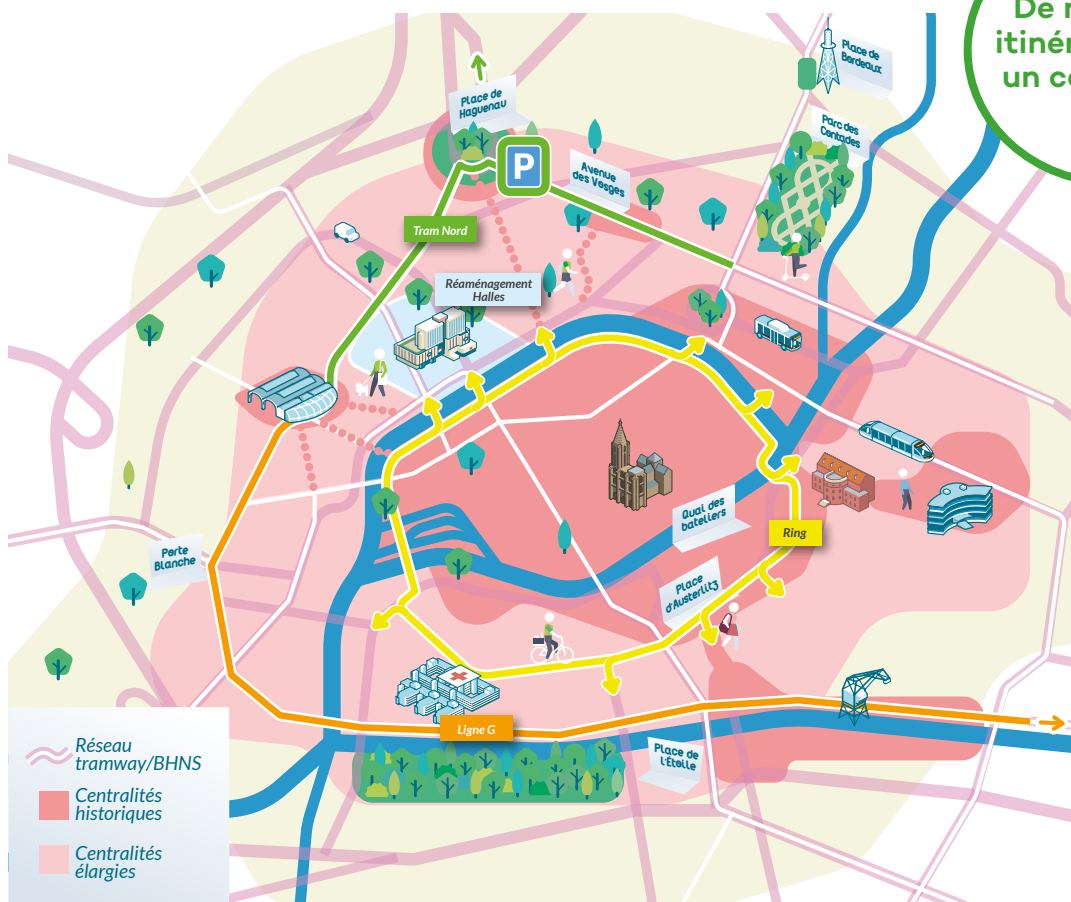 De
itinér
un c
Place de
Bordeaux
Place de
Haguenau
Parc des
Contades
P
Avenue
des Vosges
Tram Nord
Réaménagement
Halles
Quai des
bateliers
Ring
Porte
Blanche
Place
d'Austerlitz
Ligne G
Place de
l'Étoile
Réseau
tramway/BHNS
Centralités
historiques
Centralités
élargies